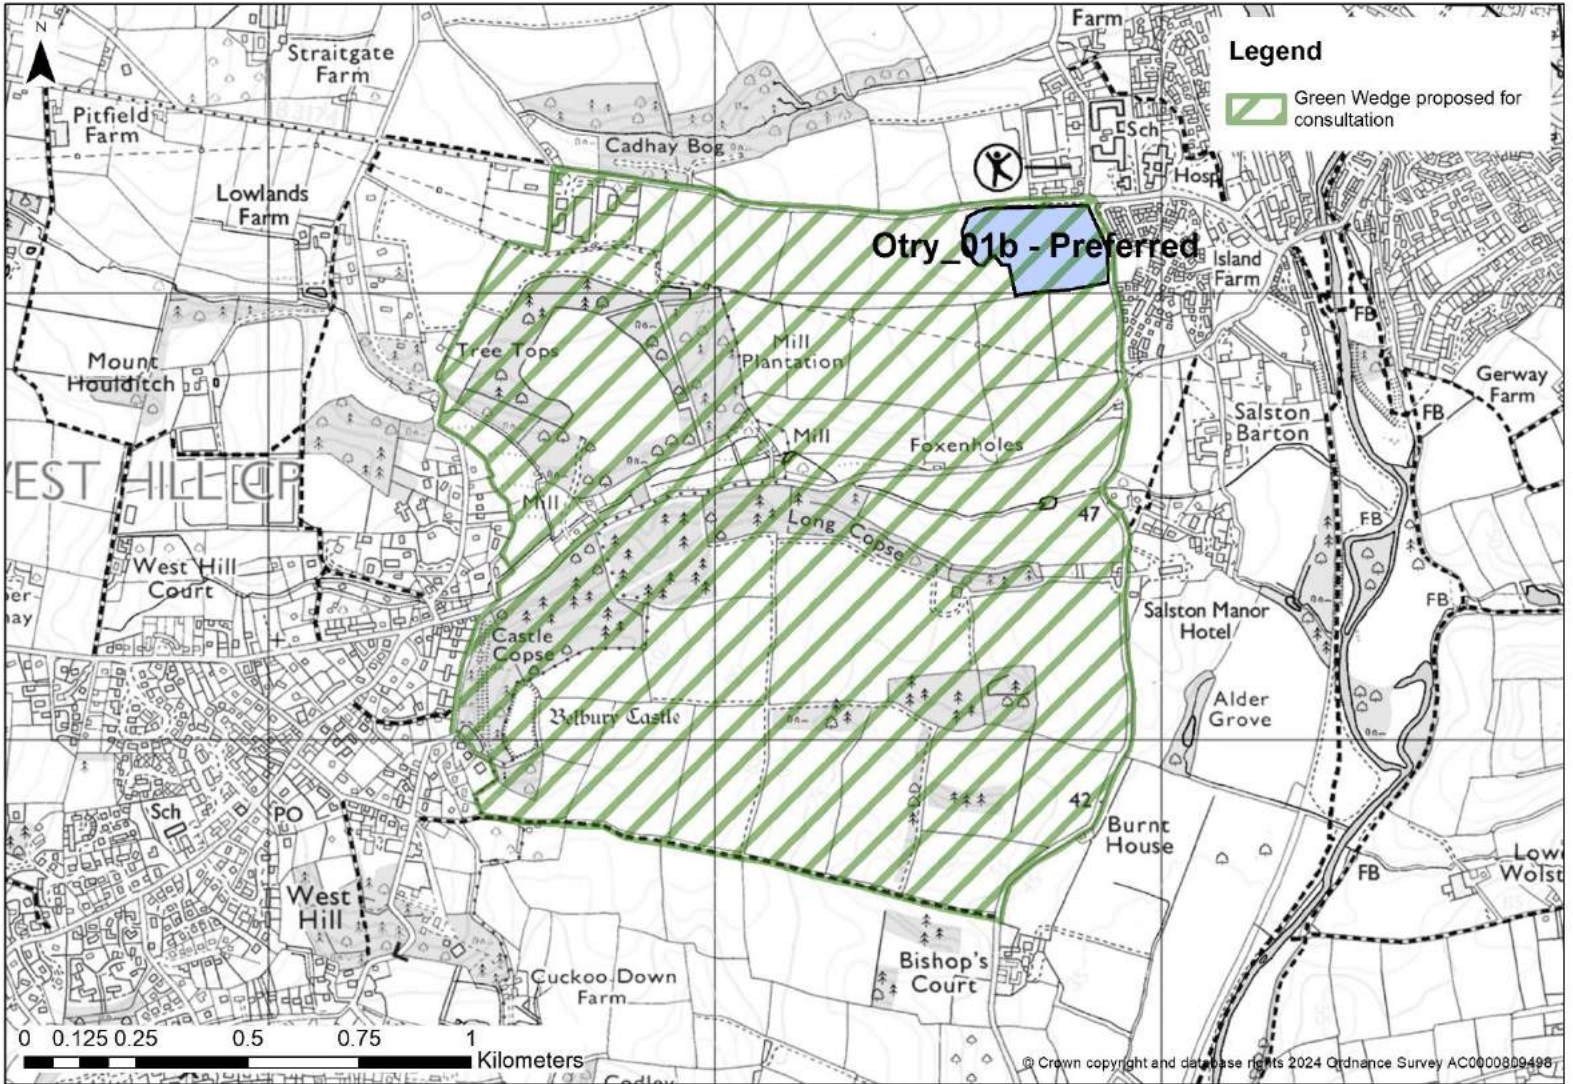 N
Straitgate
Farm
Farm
Legend
Green Wedge proposed for
consultation
Pitfield
Farm
Cadhay Bog
Sch
Hosp
Lowlands
Farm
Otry_01b - Preferred
Island
Farm
FB
Mount
Houlditch
Tree Tops
Mill
Plantation
Gerway
Farm
FB
Salston
Barton
Mill
Foxenholes
EST HILL CP
Mill
Long Copse
47
FB
West Hill
Court
FB
Salston Manor
Hotel
Castle
Copse
Belbury Castle
Alder
Grove
42
Sch
PO
Burnt
House
FB
West
Hill
Bishop's
Court
Cuckoo Down
Farm
0 0.125 0.25 0.5 0.75 1
Kilometers
© Crown copyright and database rights 2024 Ordnance Survey AC0000809498